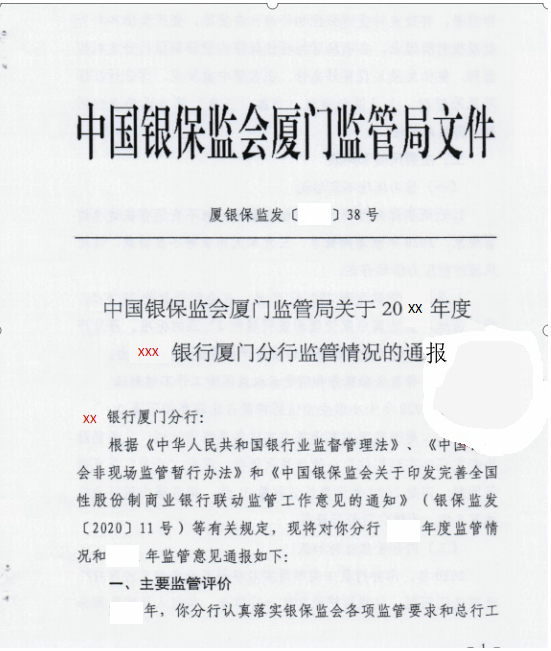 中国银保监会厦门监管局文件
厦银保监发〔 〕38号
中国银保监会厦门监管局关于 20 xx 年度
xxx 银行厦门分行监管情况的通报
xx 银行厦门分行:
根据《中华人民共和国银行业监督管理法》、《中国
会非现场监管暂行办法》和《中国银保监会关于印发完善全国
性股份制商业银行联动监管工作意见的通知》（银保监发
〔2020〕11号）等有关规定，现将对你分行 年度监管情
况和 年监管意见通报如下:
一、主要监管评价
年，你分行认真落实银保监会各项监管要求和总行工
- 1 -